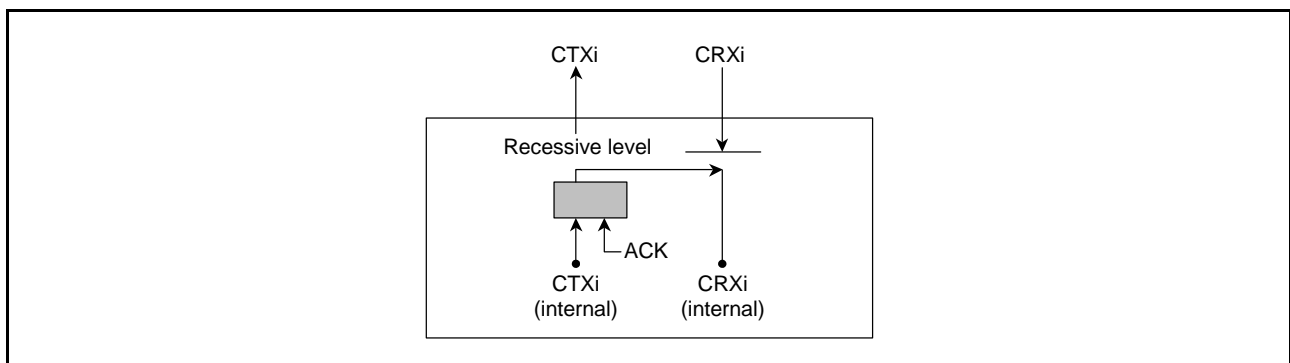 CTXi
CRXi
Recessive level
ACK
CTXi
(internal)
CRXi
(internal)